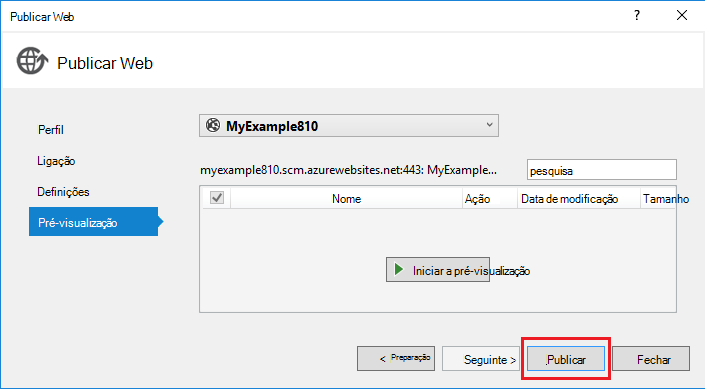 Publicar Web
?
Publicar Web
Perfil
Ligação
Definições
Pré-visualização
MyExample810
myexample810.scm.azurewebsites.net:443: MyExample...
pesquisa
Nome Ação Data de modificação Tamanho
Iniciar a pré-visualização
< Preparação Seguinte > Publicar Fechar